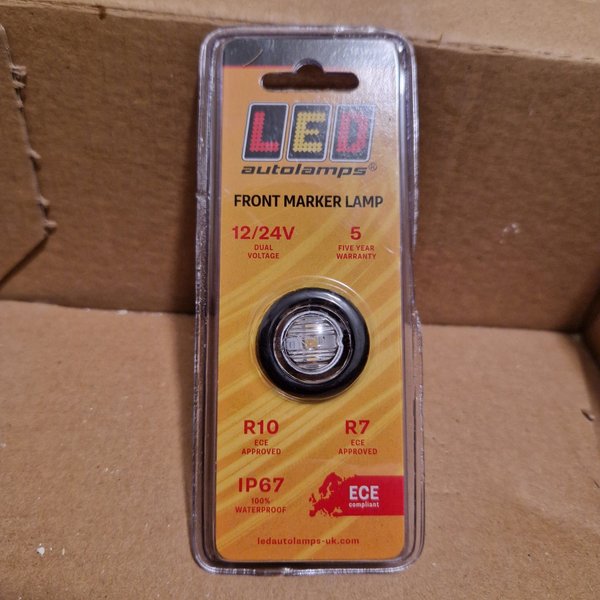 LED
autolamps®
FRONT MARKER LAMP
12/24V
DUAL
VOLTAGE
5
FIVE YEAR
WARRANTY
R10
ECE
APPROVED
R7
ECE
APPROVED
IP67
100%
WATERPROOF
ECE
compliant
ledautolamps-uk.com